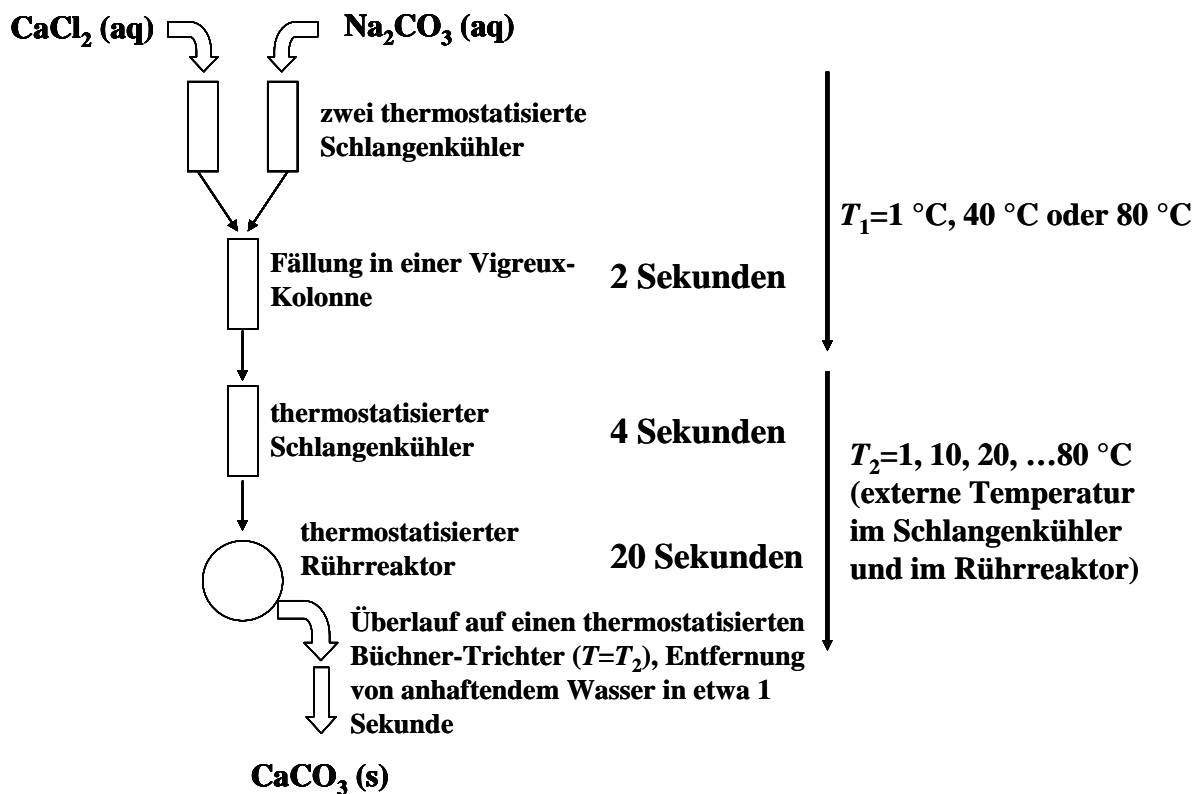 CaCl₂ (aq)
Na₂CO₃ (aq)
zwei thermostatisierte
Schlangenkühler
T₁=1 °C, 40 °C oder 80 °C
Fällung in einer Vigreux-
Kolonne
2 Sekunden
thermostatisierter
Schlangenkühler
4 Sekunden
T₂=1, 10, 20, …80 °C
(externe Temperatur
im Schlangenkühler
und im Rührreaktor)
thermostatisierter
Rührreaktor
20 Sekunden
Überlauf auf einen thermostatisierten
Büchner-Trichter (T=T₂), Entfernung
von anhaftendem Wasser in etwa 1
Sekunde
CaCO₃ (s)